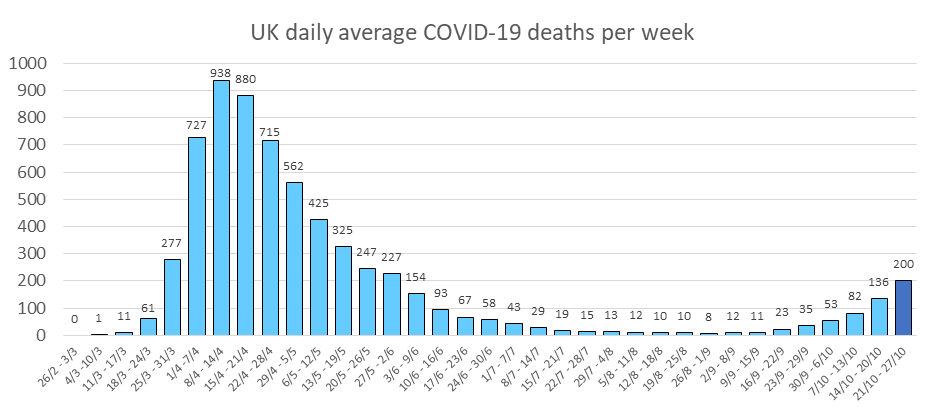 UK daily average COVID-19 deaths per week
1000
900
800
700
600
500
400
300
200
100
0
0
1
11
61
277
727
938
880
715
562
425
325
247
227
154
93
67
58
43
29
19
15
13
12
10
10
8
12
11
23
35
53
82
136
200
26/2 - 3/3
4/3 - 10/3
11/3 - 17/3
18/3 - 24/3
25/3 - 31/3
1/4 - 7/4
8/4 - 14/4
15/4 - 21/4
22/4 - 28/4
29/4 - 5/5
6/5 - 12/5
13/5 - 19/5
20/5 - 26/5
27/5 - 2/6
3/6 - 9/6
10/6 - 16/6
17/6 - 23/6
24/6 - 30/6
1/7 - 7/7
8/7 - 14/7
15/7 - 21/7
22/7 - 28/7
29/7 - 4/8
5/8 - 11/8
12/8 - 18/8
19/8 - 25/8
26/8 - 1/9
2/9 - 8/9
9/9 - 15/9
16/9 - 22/9
23/9 - 29/9
30/9 - 6/10
7/10 - 13/10
14/10 - 20/10
21/10 - 27/10